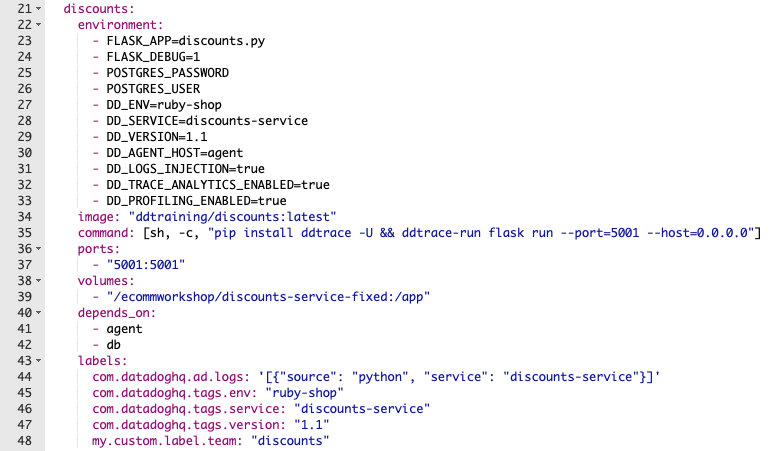 21 discounts:
22 environment:
23 - FLASK_APP=discounts.py
24 - FLASK_DEBUG=1
25 - POSTGRES_PASSWORD
26 - POSTGRES_USER
27 - DD_ENV=ruby-shop
28 - DD_SERVICE=discounts-service
29 - DD_VERSION=1.1
30 - DD_AGENT_HOST=agent
31 - DD_LOGS_INJECTION=true
32 - DD_TRACE_ANALYTICS_ENABLED=true
33 - DD_PROFILING_ENABLED=true
34 image: "ddtraining/discounts:latest"
35 command: [sh, -c, "pip install ddtrace -U && ddtrace-run flask run --port=5001 --host=0.0.0.0"]
36 ports:
37 - "5001:5001"
38 volumes:
39 - "/ecommworkshop/discounts-service-fixed:/app"
40 depends_on:
41 - agent
42 - db
43 labels:
44 com.datadoghq.ad.logs: '[{"source": "python", "service": "discounts-service"}]'
45 com.datadoghq.tags.env: "ruby-shop"
46 com.datadoghq.tags.service: "discounts-service"
47 com.datadoghq.tags.version: "1.1"
48 my.custom.label.team: "discounts"